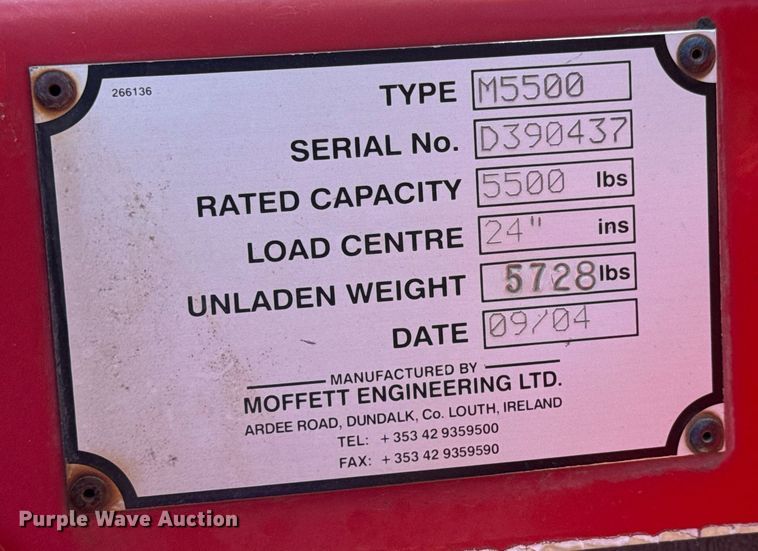 266136
TYPE M5500
SERIAL No. D390437
RATED CAPACITY 5500 lbs
LOAD CENTRE 24" ins
UNLADEN WEIGHT 5728 lbs
DATE 09/04
MANUFACTURED BY
MOFFETT ENGINEERING LTD.
ARDEE ROAD, DUNDALK, Co. LOUTH, IRELAND
TEL: + 353 42 9359500
FAX: + 353 42 9359590
Purple Wave Auction